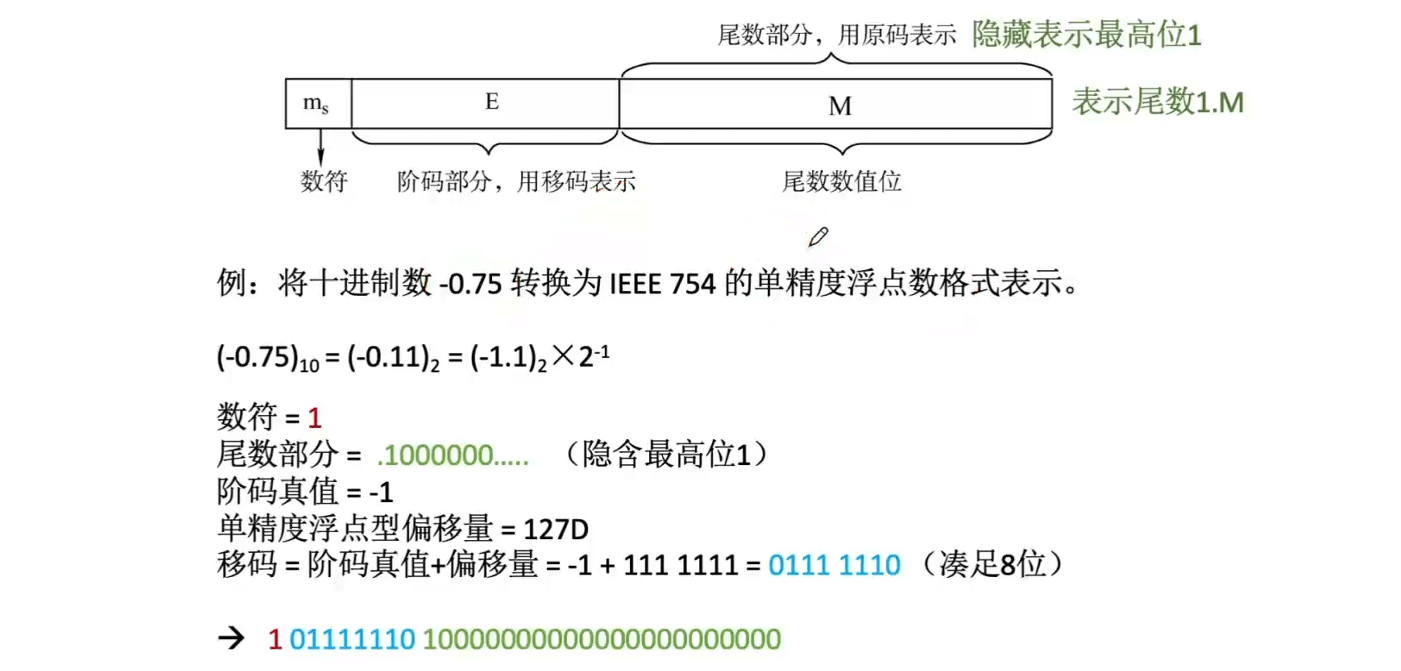 尾数部分，用原码表示 隐藏表示最高位1
mₛ E M 表示尾数1.M
数符 阶码部分，用移码表示 尾数数值位
例：将十进制数 -0.75 转换为 IEEE 754 的单精度浮点数格式表示。
(-0.75)₁₀ = (-0.11)₂ = (-1.1)₂×2⁻¹
数符 = 1
尾数部分 = .1000000..... （隐含最高位1）
阶码真值 = -1
单精度浮点型偏移量 = 127D
移码 = 阶码真值+偏移量 = -1 + 111 1111 = 0111 1110 （凑足8位）
→ 1 01111110 10000000000000000000000